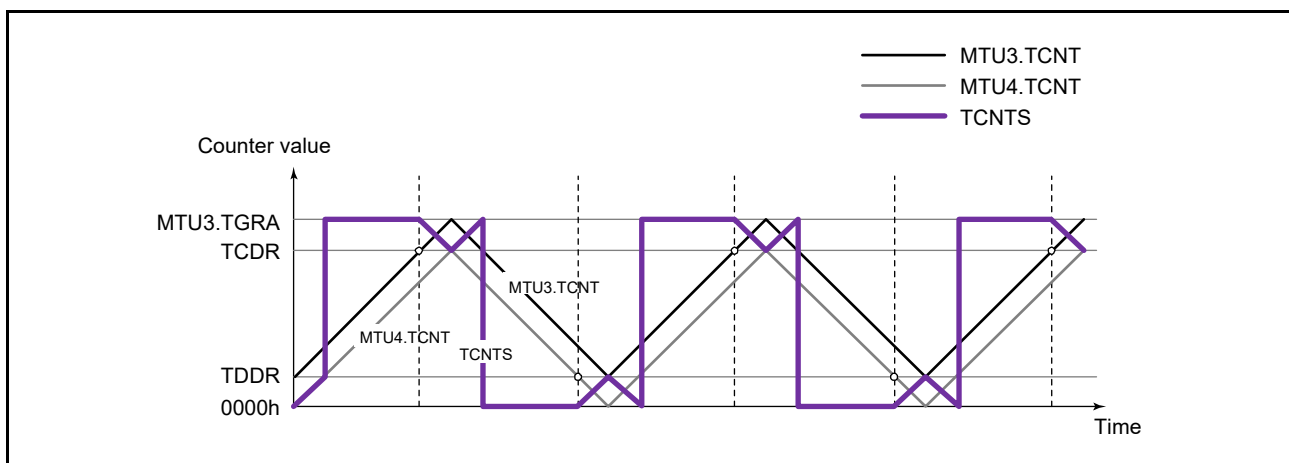 MTU3.TCNT
MTU4.TCNT
TCNTS
Counter value
MTU3.TGRA
TCDR
MTU3.TCNT
MTU4.TCNT
TCNTS
TDDR
0000h
Time